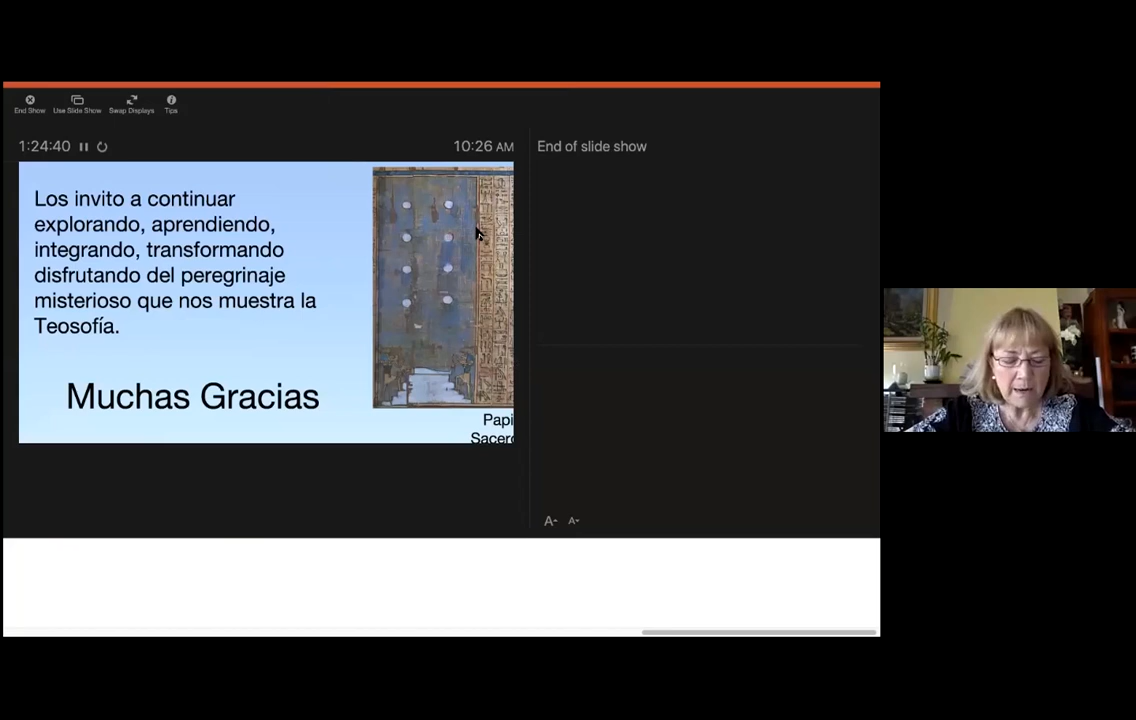 End Show Use Slide Show Swap Displays Tips
1:24:40
10:26 AM
End of slide show
Los invito a continuar
explorando, aprendiendo,
integrando, transformando
disfrutando del peregrinaje
misterioso que nos muestra la
Teosofía.
Muchas Gracias
Papi
Sacerd
A
A